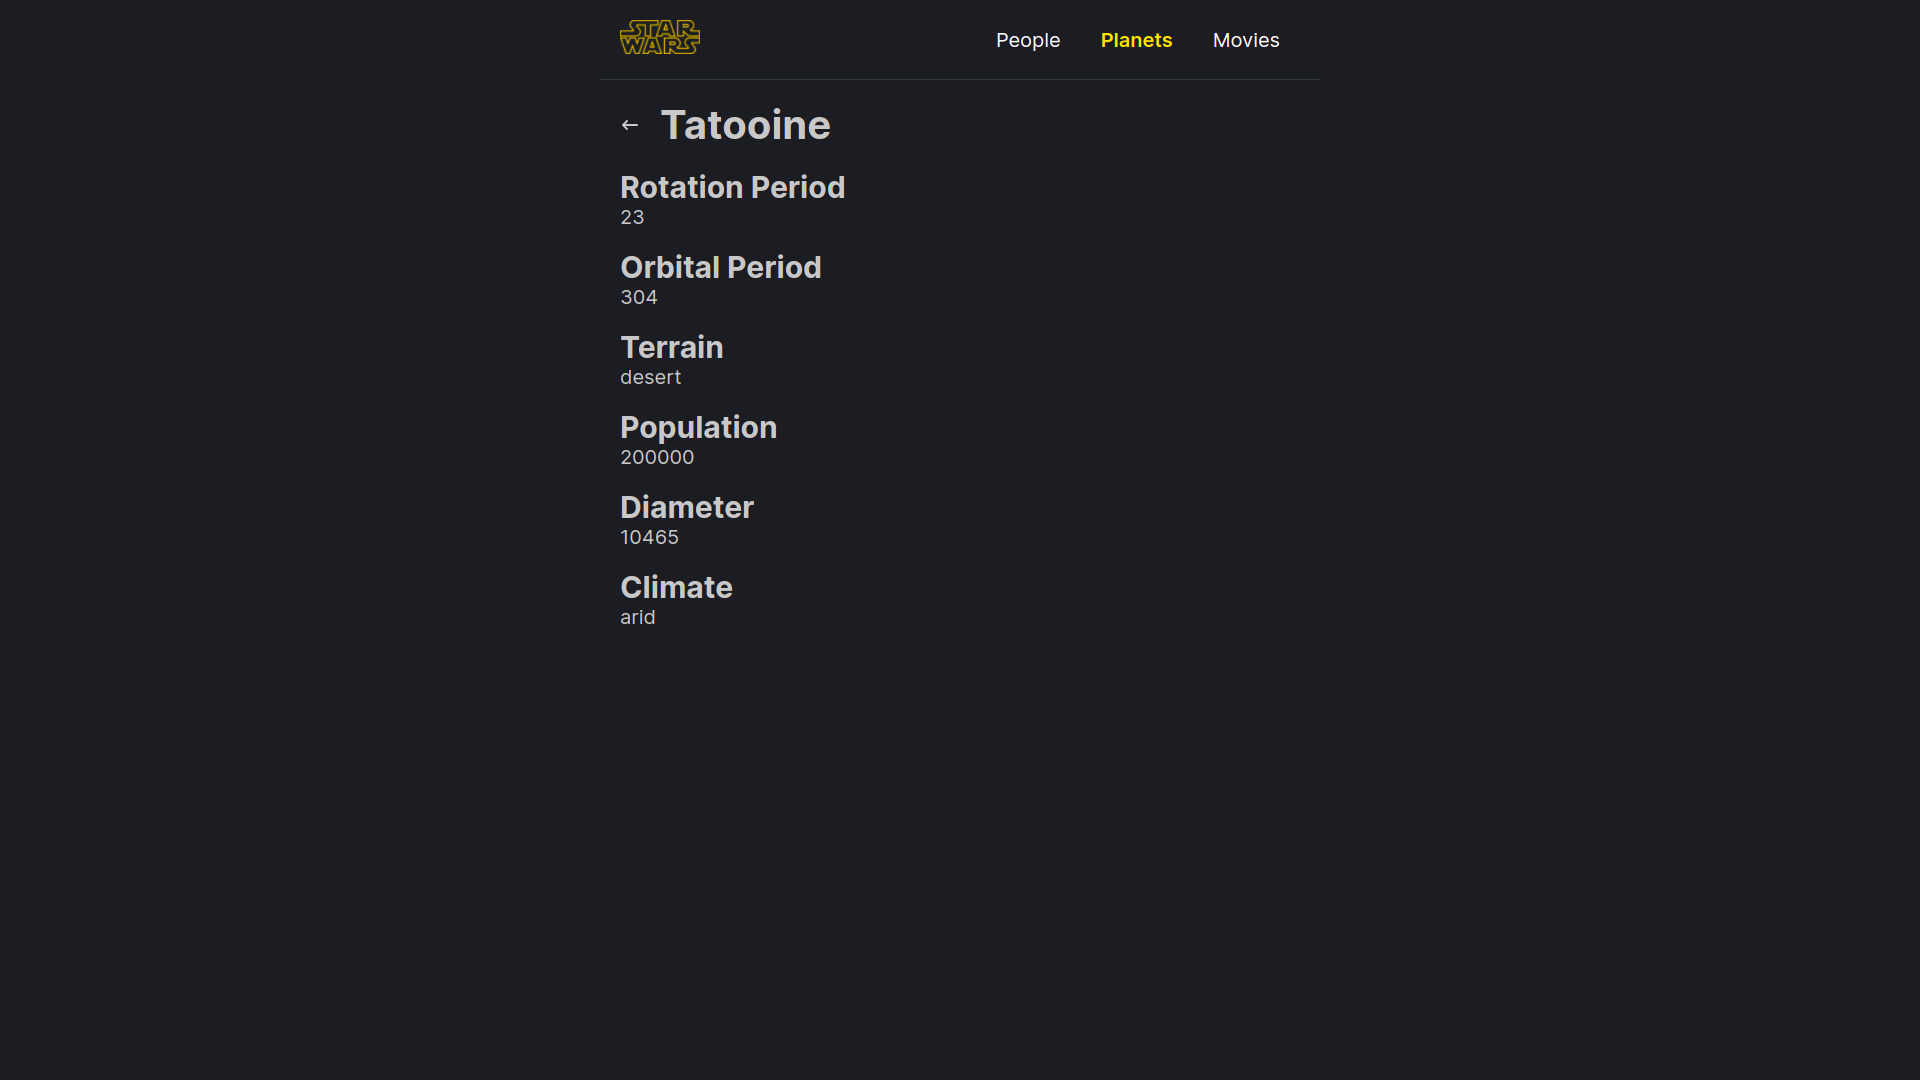 STAR
WARS
People Planets Movies
Tatooine
Rotation Period
23
Orbital Period
304
Terrain
desert
Population
200000
Diameter
10465
Climate
arid